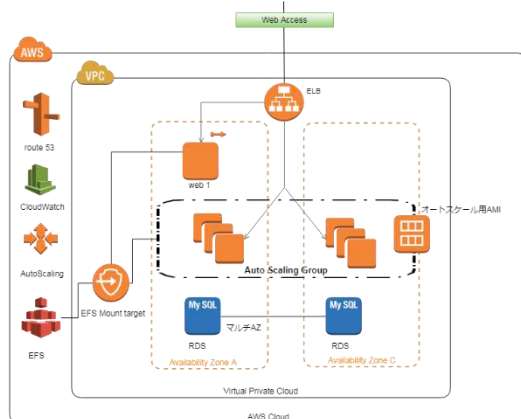 Web Access
AWS
VPC
ELB
route 53
web 1
CloudWatch
オートスケール用AMI
AutoScaling
Auto Scaling Group
EFS Mount target
My SQL
マルチAZ
My SQL
RDS
RDS
EFS
Availability Zone A
Availability Zone C
Virtual Private Cloud
AWS Cloud